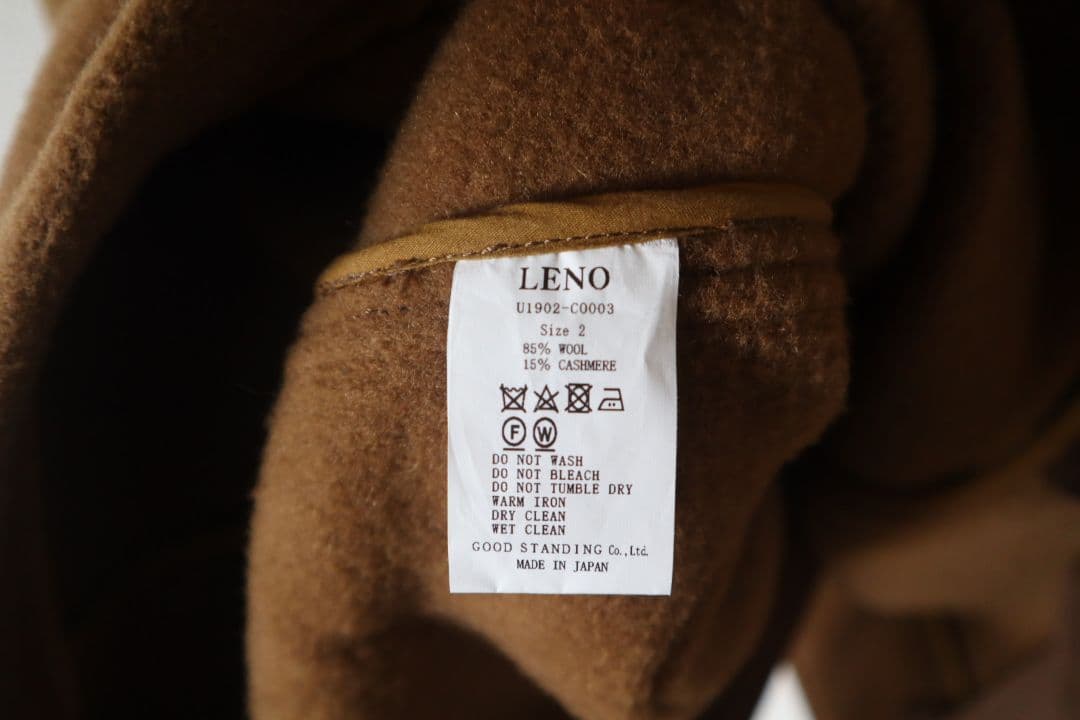 LENO
U1902-C0003
Size 2
85% WOOL
15% CASHMERE
F W
DO NOT WASH
DO NOT BLEACH
DO NOT TUMBLE DRY
WARM IRON
DRY CLEAN
WET CLEAN
GOOD STANDING Co.,Ltd.
MADE IN JAPAN